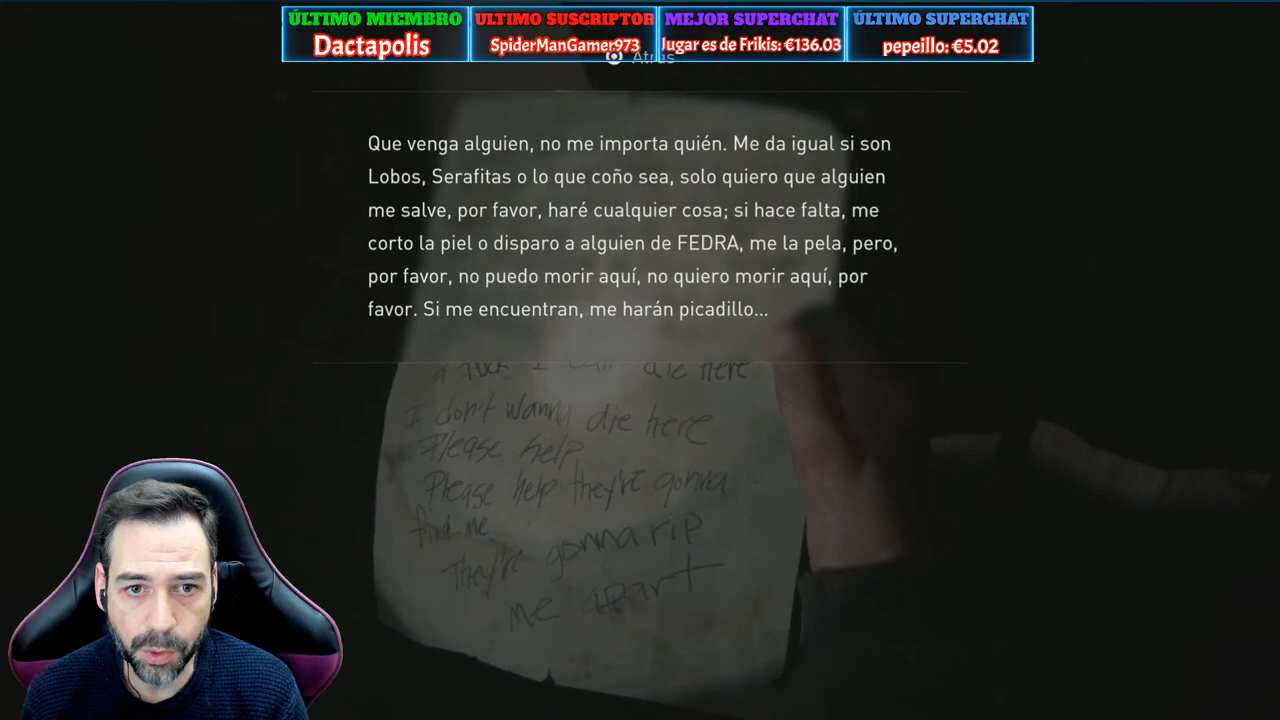 ÚLTIMO MIEMBRO
Dactapolis
ULTIMO SUSCRIPTOR
SpiderManGamer973
MEJOR SUPERCHAT
Jugar es de Frikis: €136.03
ÚLTIMO SUPERCHAT
pepeillo: €5.02
Atrás
Que venga alguien, no me importa quién. Me da igual si son
Lobos, Serafitas o lo que coño sea, solo quiero que alguien
me salve, por favor, haré cualquier cosa; si hace falta, me
corto la piel o disparo a alguien de FEDRA, me la pela, pero,
por favor, no puedo morir aquí, no quiero morir aquí, por
favor. Si me encuentran, me harán picadillo...
die here
I don't wanna die here
Please help
Please help they're gonna
find me
They're gonna rip
me apart